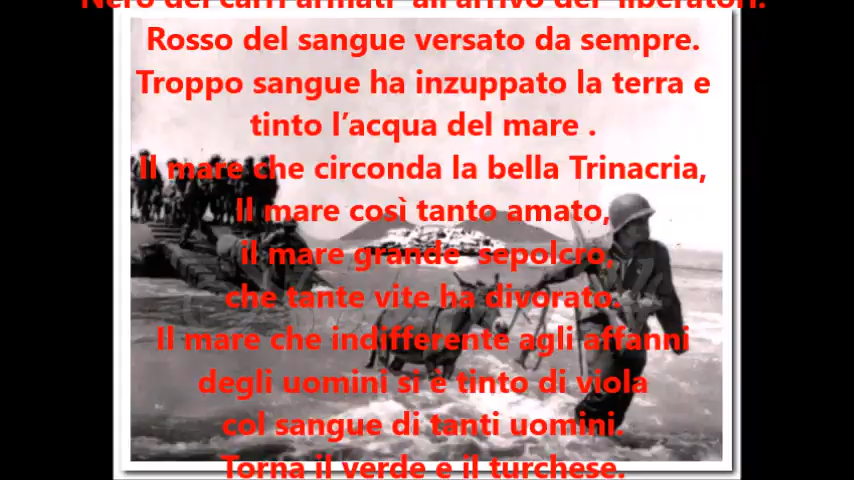 Nero dei carri armati all'arrivo dei liberatori.
Rosso del sangue versato da sempre.
Troppo sangue ha inzuppato la terra e
tinto l’acqua del mare .
Il mare che circonda la bella Trinacria,
Il mare così tanto amato,
il mare grande sepolcro,
che tante vite ha divorato.
Il mare che indifferente agli affanni
degli uomini si è tinto di viola
col sangue di tanti uomini.
Torna il verde e il turchese.